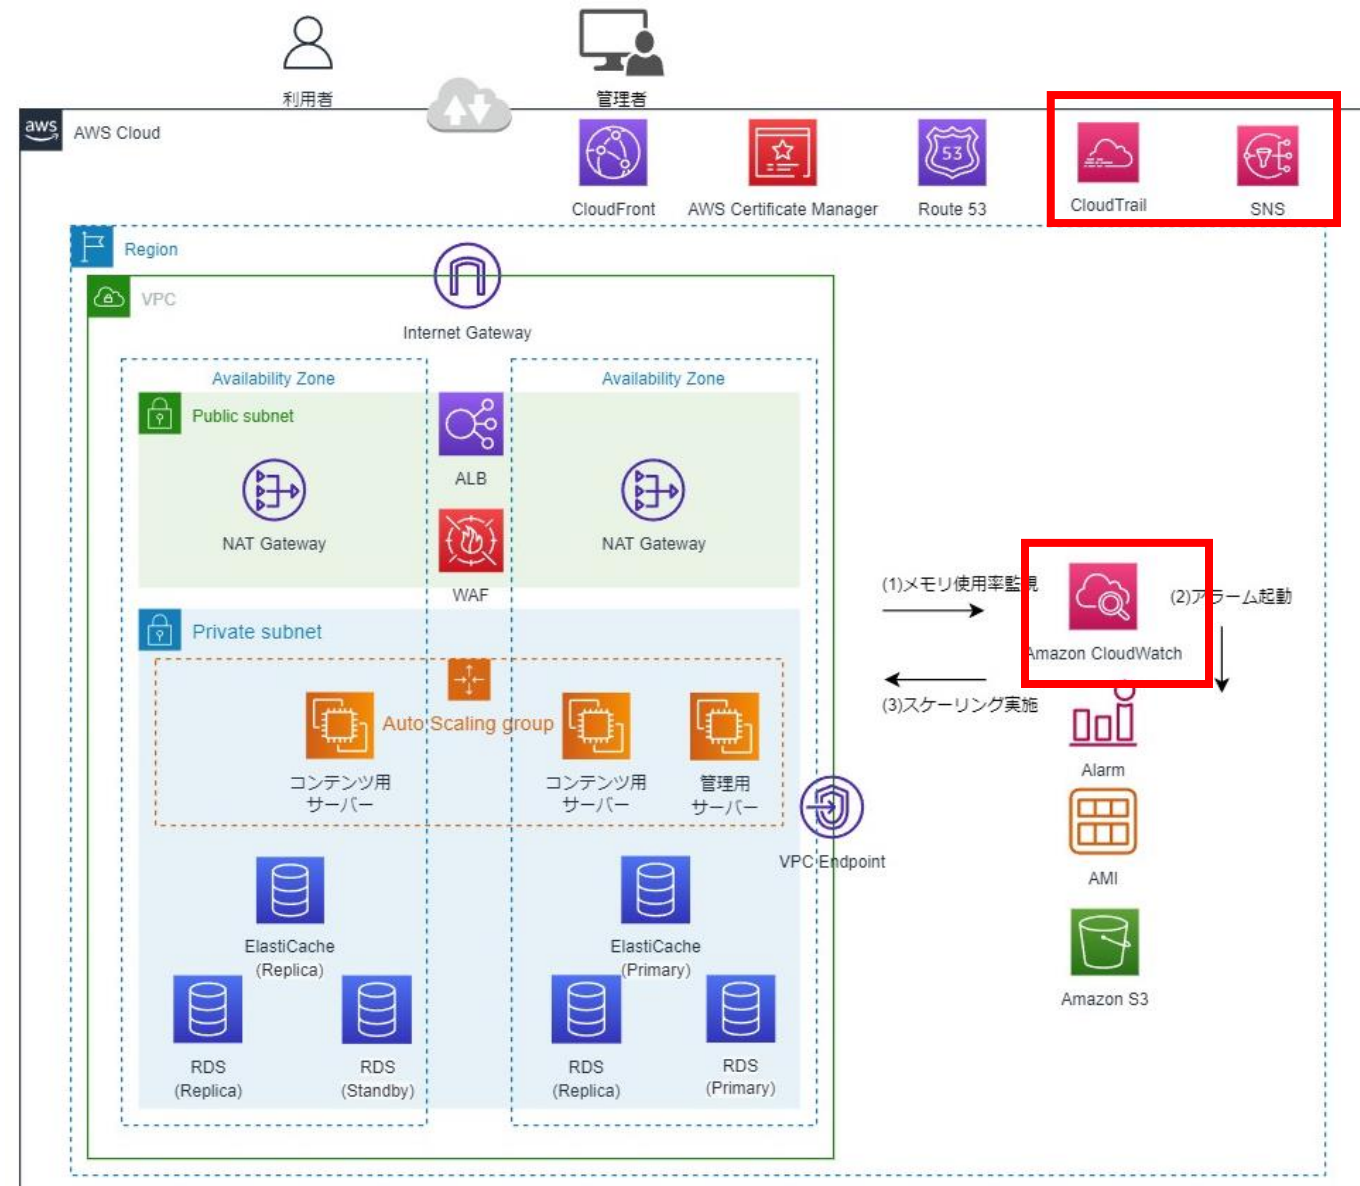 利用者
管理者
aws
AWS Cloud
CloudFront
AWS Certificate Manager
53
Route 53
CloudTrail
SNS
Region
VPC
Internet Gateway
Availability Zone
Availability Zone
Public subnet
ALB
NAT Gateway
NAT Gateway
WAF
(1)メモリ使用率監視
(2)アラーム起動
Amazon CloudWatch
(3)スケーリング実施
Private subnet
Auto Scaling group
コンテンツ用
サーバー
コンテンツ用
サーバー
管理用
サーバー
Alarm
VPC Endpoint
AMI
ElastiCache
(Replica)
ElastiCache
(Primary)
Amazon S3
RDS
(Replica)
RDS
(Standby)
RDS
(Replica)
RDS
(Primary)